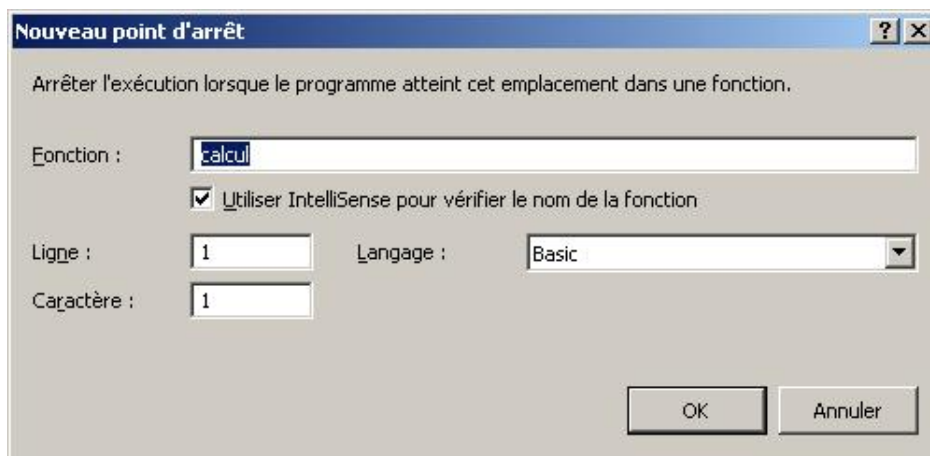 Nouveau point d'arrêt
Arrêter l'exécution lorsque le programme atteint cet emplacement dans une fonction.
Fonction : calcul
Utiliser IntelliSense pour vérifier le nom de la fonction
Ligne : 1 Langage : Basic
Caractère : 1
OK Annuler